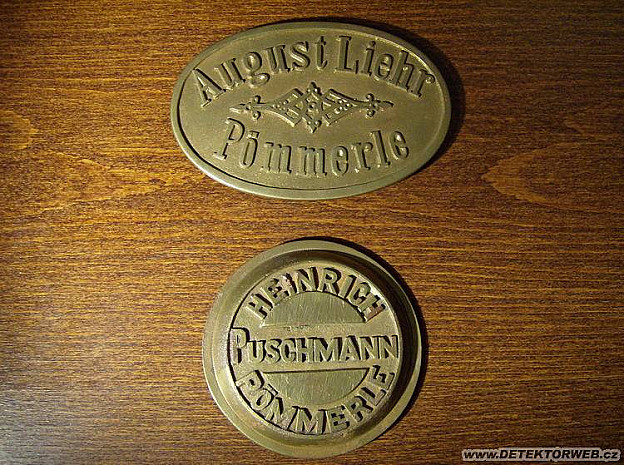 August Liehr
Pömmerle
HEINRICH
PUSCHMANN
PÖMMERLE
www.DETEKTORWEB.cz